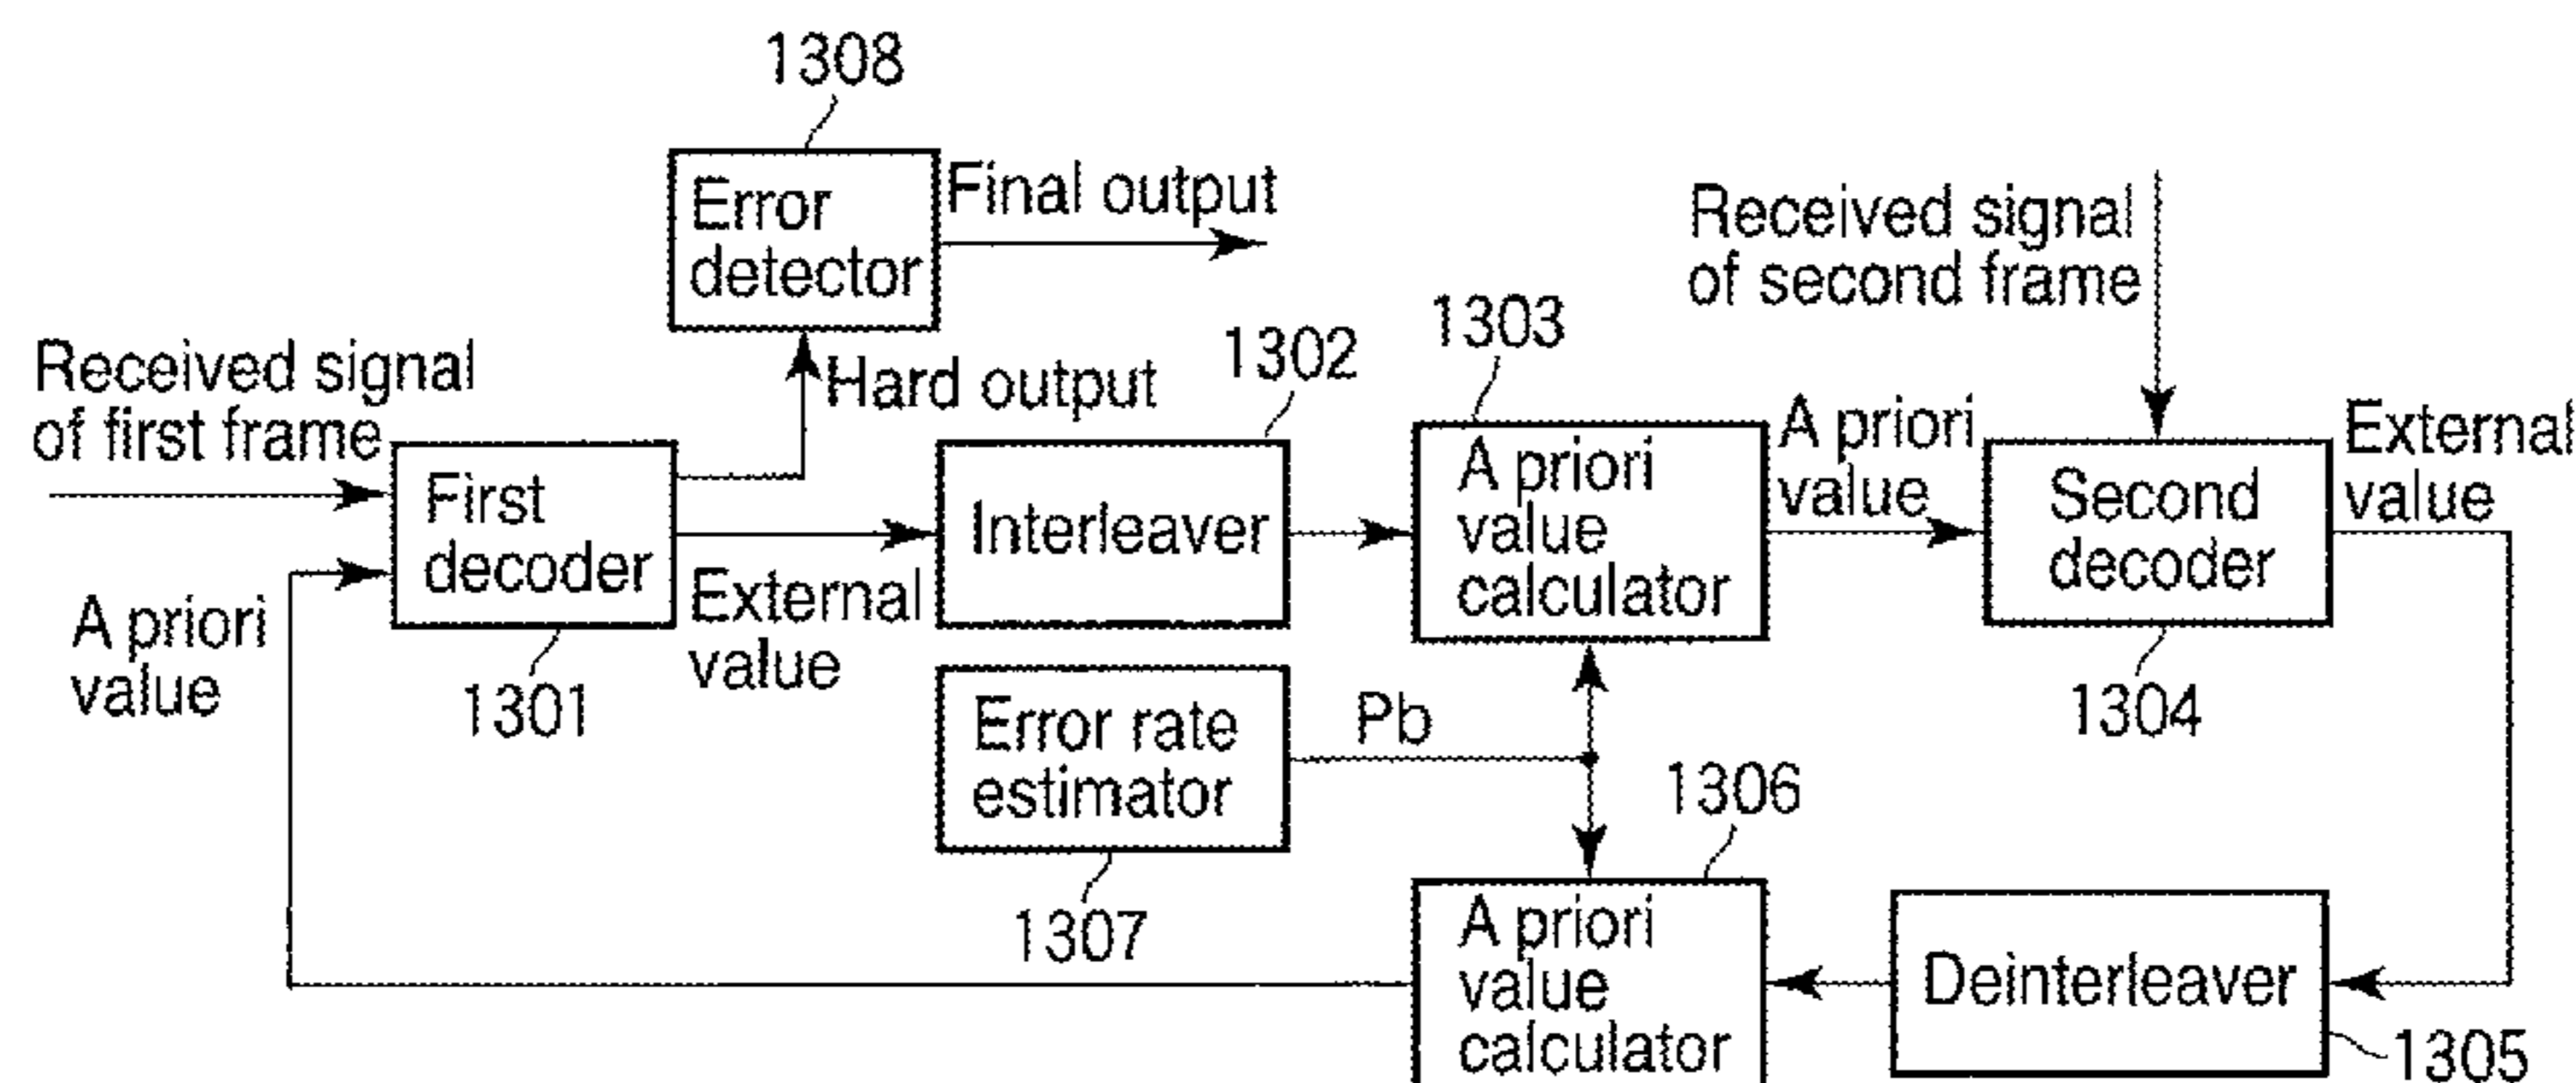 1308
Error
detector
Final output
Received signal
of first frame
Hard output
1302
1303
Received signal
of second frame
First
decoder
1301
A priori
value
External
value
Interleaver
A priori
value
calculator
A priori
value
Second
decoder
1304
External
value
Error rate
estimator
1307
Pb
1306
A priori
value
calculator
Deinterleaver
1305